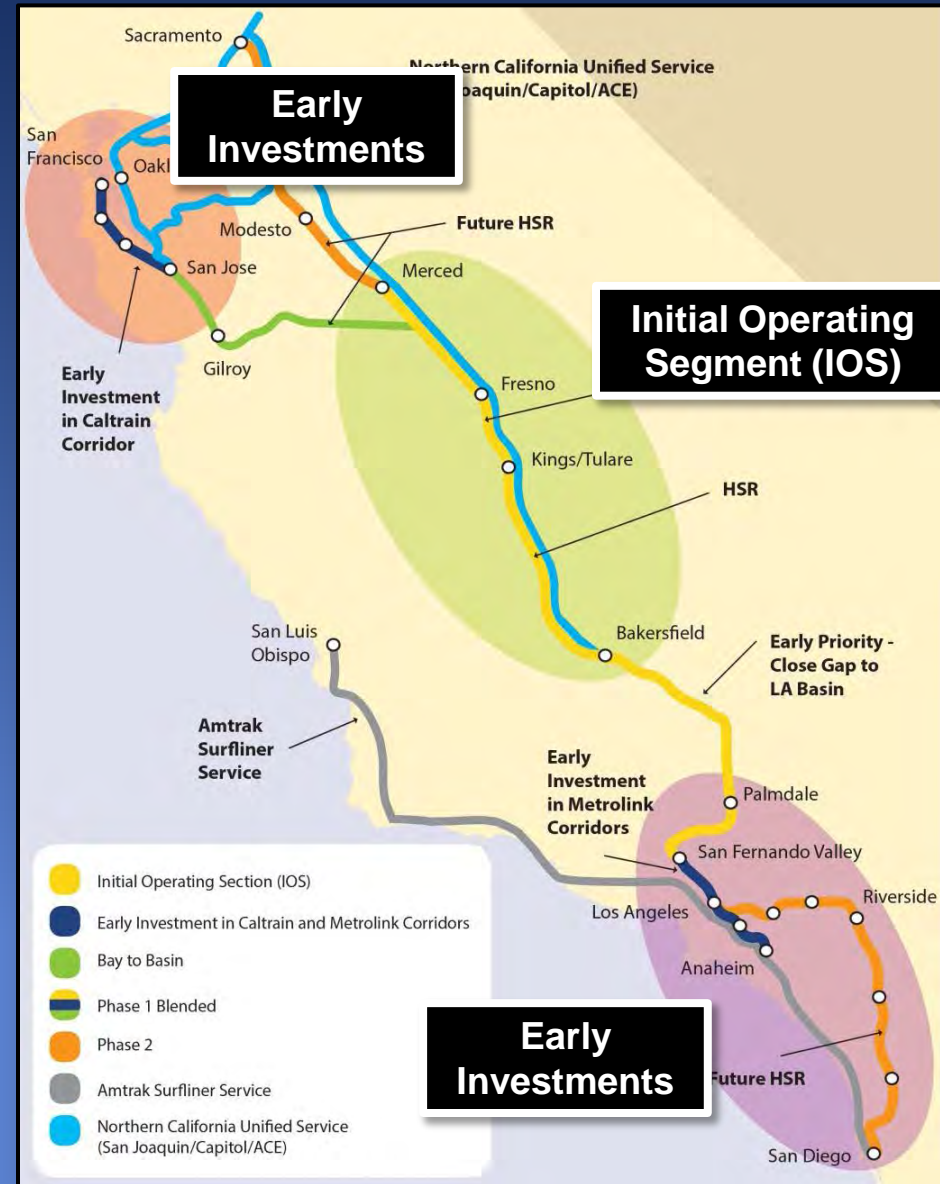 Sacramento
Northern California Unified Service
oaquin/Capitol/ACE)
Early
Investments
San
Francisco
Oakl
Modesto
Future HSR
San Jose
Merced
Initial Operating
Segment (IOS)
Gilroy
Early
Investment
in Caltrain
Corridor
Fresno
Kings/Tulare
HSR
San Luis
Obispo
Bakersfield
Early Priority -
Close Gap to
LA Basin
Amtrak
Surfliner
Service
Early
Investment
in Metrolink
Corridors
Palmdale
San Fernando Valley
Riverside
Los Angeles
Anaheim
Initial Operating Section (IOS)
Early Investment in Caltrain and Metrolink Corridors
Bay to Basin
Phase 1 Blended
Phase 2
Amtrak Surfliner Service
Northern California Unified Service
(San Joaquin/Capitol/ACE)
Early
Investments
Future HSR
San Diego